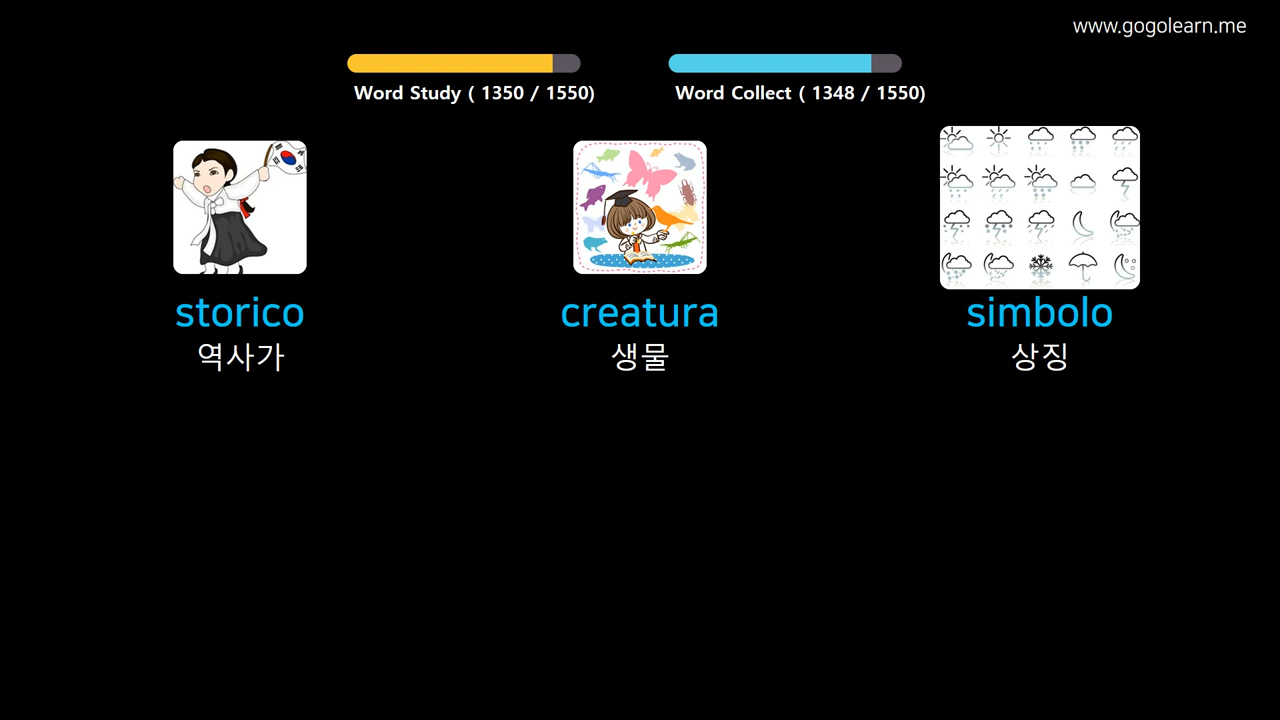 www.gogolearn.me
Word Study ( 1350 / 1550)
Word Collect ( 1348 / 1550)
storico
역사가
creatura
생물
simbolo
상징